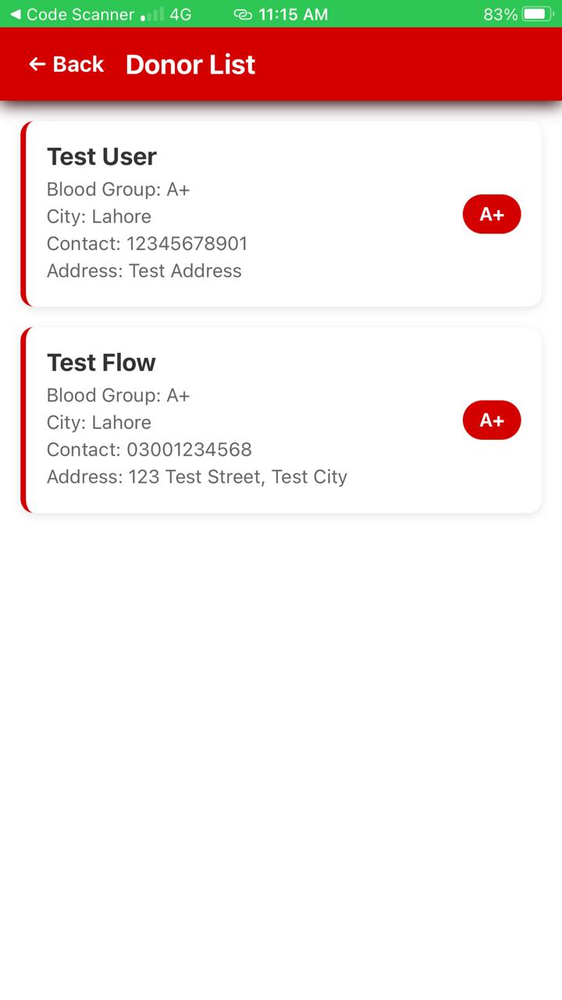 Code Scanner 4G 11:15 AM 83%
Back Donor List
Test User
Blood Group: A+
City: Lahore
Contact: 12345678901
Address: Test Address
A+
Test Flow
Blood Group: A+
City: Lahore
Contact: 03001234568
Address: 123 Test Street, Test City
A+